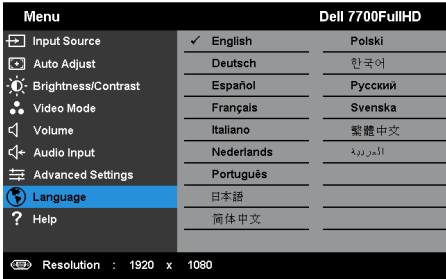 Menu Dell 7700FullHD
Input Source
Auto Adjust
Brightness/Contrast
Video Mode
Volume
Audio Input
Advanced Settings
Language
Help
✓ English
Deutsch
Español
Français
Italiano
Nederlands
Português
日本語
简体中文
Polski
한국어
Русский
Svenska
繁體中文
Resolution : 1920 x 1080